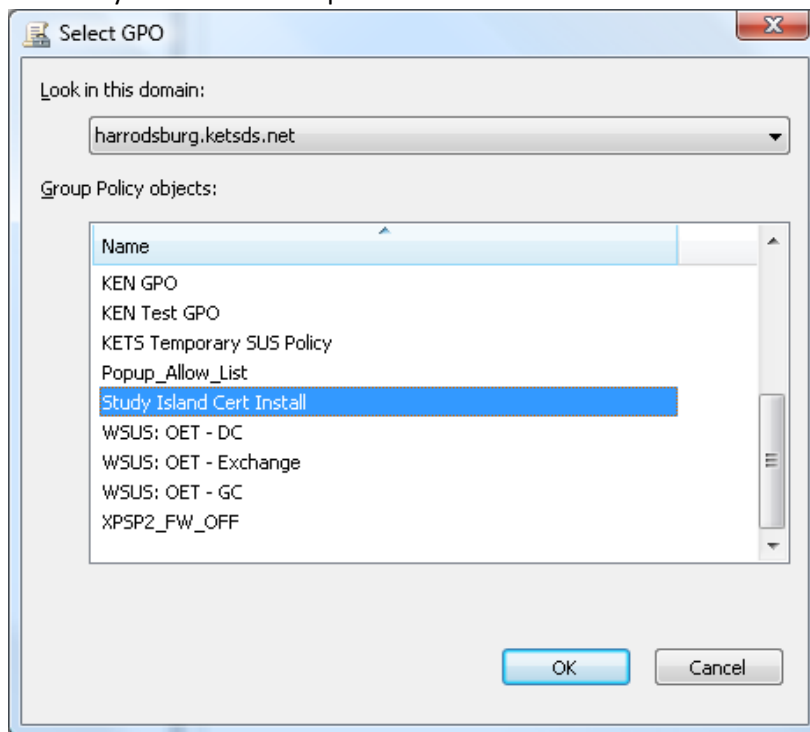 Select GPO
Look in this domain:
harrodsburg.ketsds.net
Group Policy objects:
Name
KEN GPO
KEN Test GPO
KETS Temporary SUS Policy
Popup_Allow_List
Study Island Cert Install
WSUS: OET - DC
WSUS: OET - Exchange
WSUS: OET - GC
XPSP2_FW_OFF
OK Cancel